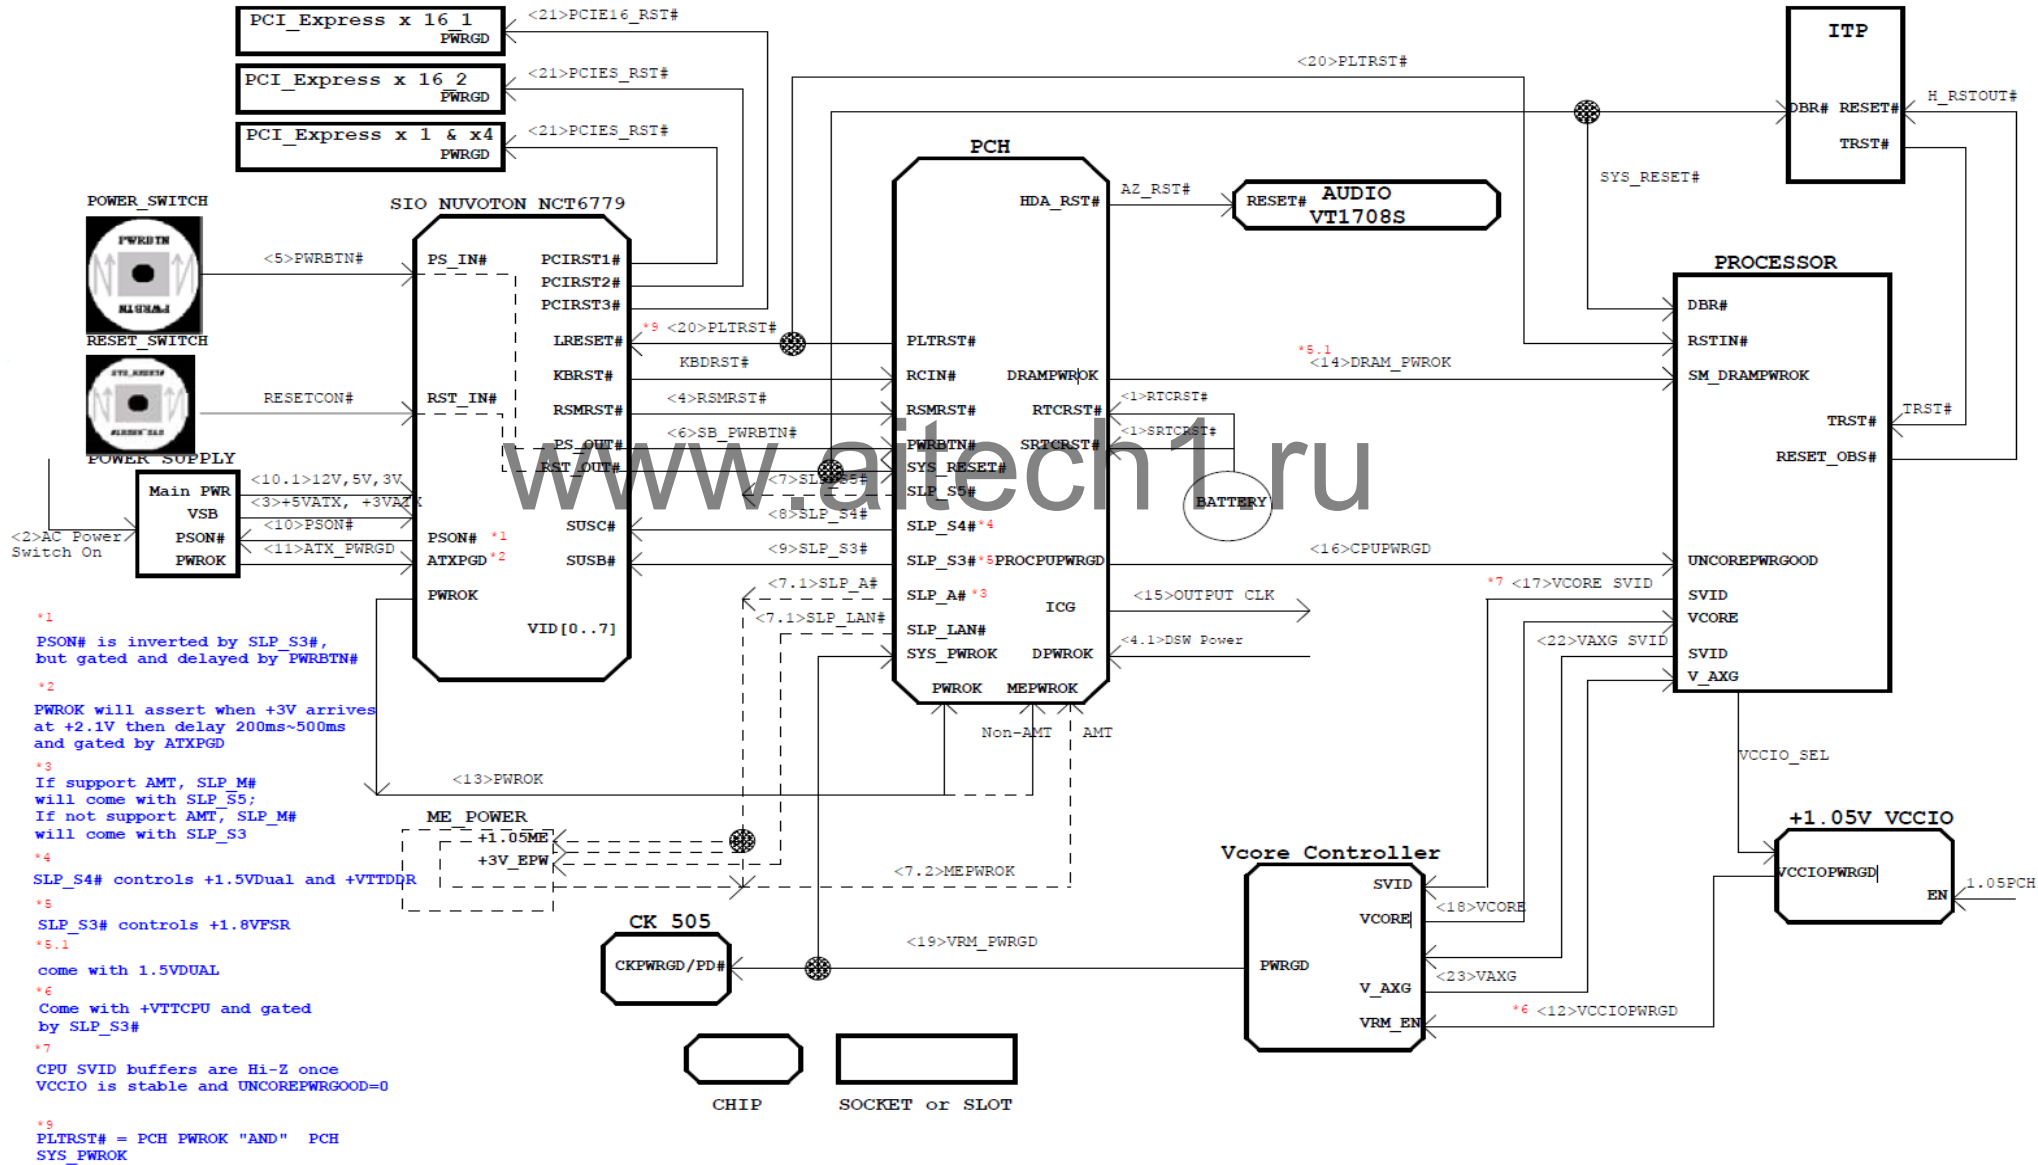 PCI_Express x 16_1
PWRGD
<21>PCIE16_RST#
PCI_Express x 16_2
PWRGD
<21>PCIES_RST#
PCI_Express x 1 & x4
PWRGD
<21>PCIES_RST#
<20>PLTRST#
ITP
DBR# RESET#
TRST#
H_RSTOUT#
SYS_RESET#
POWER_SWITCH
PWRBTN
PWRBTN
<5>PWRBTN#
RESET_SWITCH
SYS_RESET#
SYS_RESET#
RESETCON#
SIO NUVOTON NCT6779
PS_IN#
PCIRST1#
PCIRST2#
PCIRST3#
LRESET#
KBRST#
RST_IN#
RSMRST#
PS_OUT#
RST_OUT#
SUSC#
PSON# *1
ATXPGD *2
SUSB#
PWROK
VID[0..7]
*9 <20>PLTRST#
KBDRST#
<4>RSMRST#
<6>SB_PWRBTN#
<7>SLP_S5#
<8>SLP_S4#
<9>SLP_S3#
<7.1>SLP_A#
<7.1>SLP_LAN#
PCH
HDA_RST#
PLTRST#
RCIN#
DRAMPWROK
RSMRST#
RTCRST#
PWRBTN#
SRTCRST#
SYS_RESET#
SLP_S5#
SLP_S4# *4
SLP_S3# *5 PROCPUPWRGD
SLP_A# *3
ICG
SLP_LAN#
SYS_PWROK
DPWROK
PWROK
MEPWROK
AZ_RST#
RESET# AUDIO
VT1708S
*5.1
<14>DRAM_PWROK
<1>RTCRST#
<1>SRTCRST#
BATTERY
<16>CPUPWRGD
<15>OUTPUT CLK
<4.1>DSW Power
Non-AMT
AMT
PROCESSOR
DBR#
RSTIN#
SM_DRAMPWROK
TRST#
RESET_OBS#
UNCOREPWRGOOD
SVID
VCORE
SVID
V_AXG
TRST#
*7 <17>VCORE SVID
<22>VAXG SVID
VCCIO_SEL
+1.05V VCCIO
VCCIOPWRGD
EN
1.05PCH
Vcore Controller
SVID
VCORE
PWRGD
V_AXG
VRM_EN
<18>VCORE
<23>VAXG
*6 <12>VCCIOPWRGD
POWER SUPPLY
Main PWR
VSB
PSON#
PWROK
<2>AC Power
Switch On
<10.1>12V,5V,3V
<3>+5VATX, +3VATX
<10>PSON#
<11>ATX_PWRGD
<13>PWROK
ME_POWER
+1.05ME
+3V_EPW
<7.2>MEPWROK
CK 505
CKPWRGD/PD#
<19>VRM_PWRGD
CHIP
SOCKET or SLOT
*1
PSON# is inverted by SLP_S3#,
but gated and delayed by PWRBTN#
*2
PWROK will assert when +3V arrives
at +2.1V then delay 200ms~500ms
and gated by ATXPGD
*3
If support AMT, SLP_M#
will come with SLP_S5;
If not support AMT, SLP_M#
will come with SLP_S3
*4
SLP_S4# controls +1.5VDual and +VTTDDR
*5
SLP_S3# controls +1.8VFSR
*5.1
come with 1.5VDUAL
*6
Come with +VTTCPU and gated
by SLP_S3#
*7
CPU SVID buffers are Hi-Z once
VCCIO is stable and UNCOREPWRGOOD=0
*9
PLTRST# = PCH PWROK "AND" PCH
SYS_PWROK
www.aitech1.ru